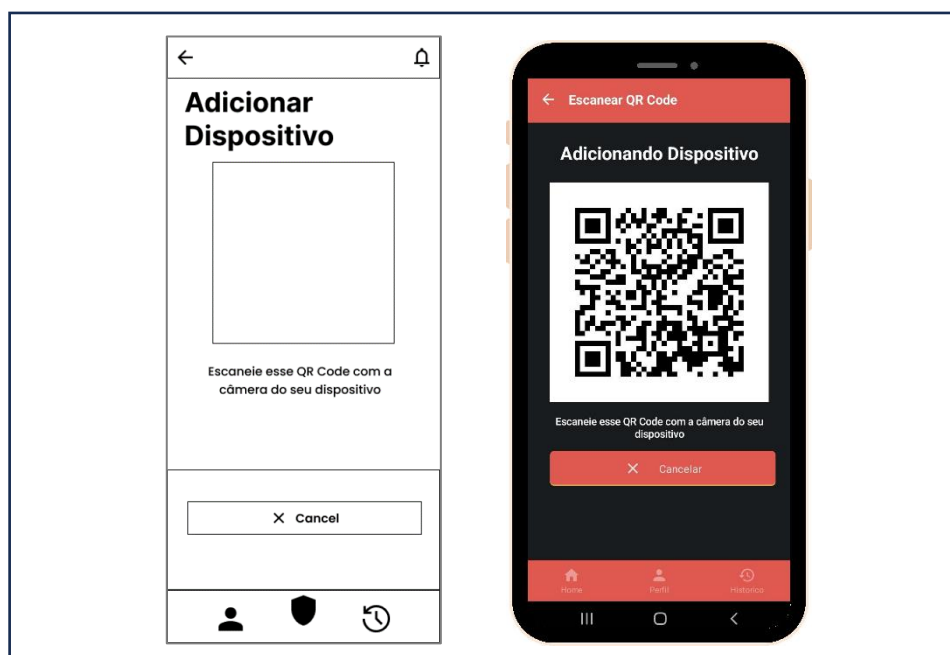 Adicionar
Dispositivo
Escaneie esse QR Code com a
câmera do seu dispositivo
Cancel
Escanear QR Code
Adicionando Dispositivo
Escaneie esse QR Code com a câmera do seu
dispositivo
Cancelar
Home
Perfil
Historico